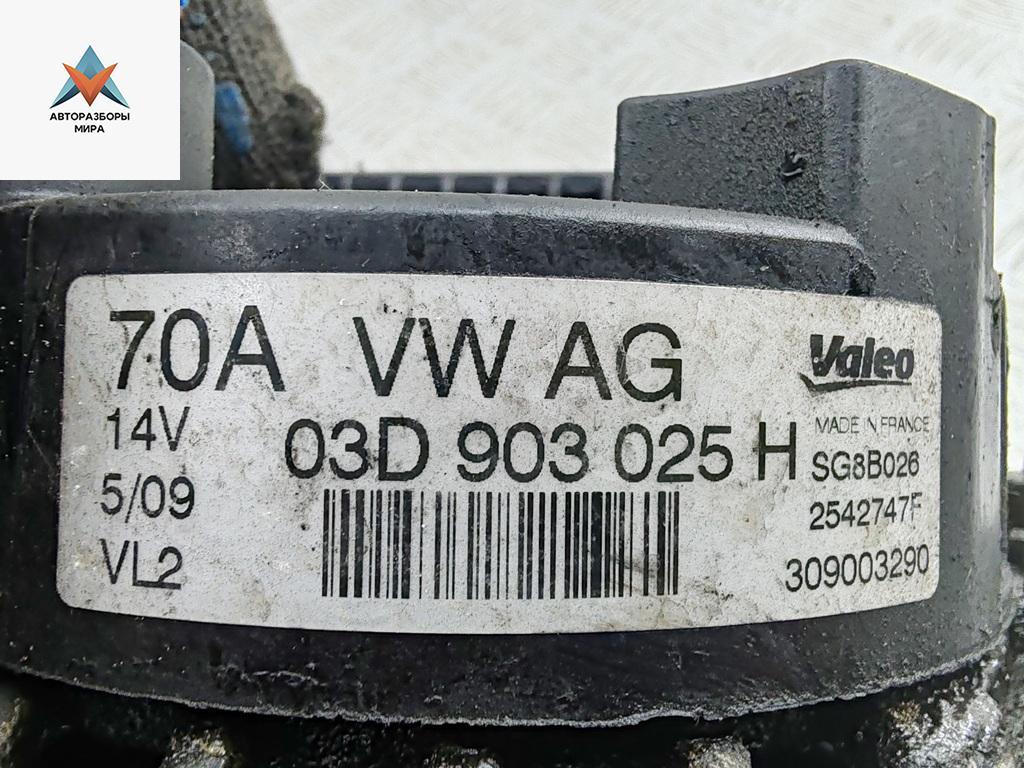 АВТОРАЗБОРЫ
МИРА
70A VW AG
14V
03D 903 025 H
5/09
VL2
Valeo
MADE IN FRANCE
SG8B026
2542747F
309003290